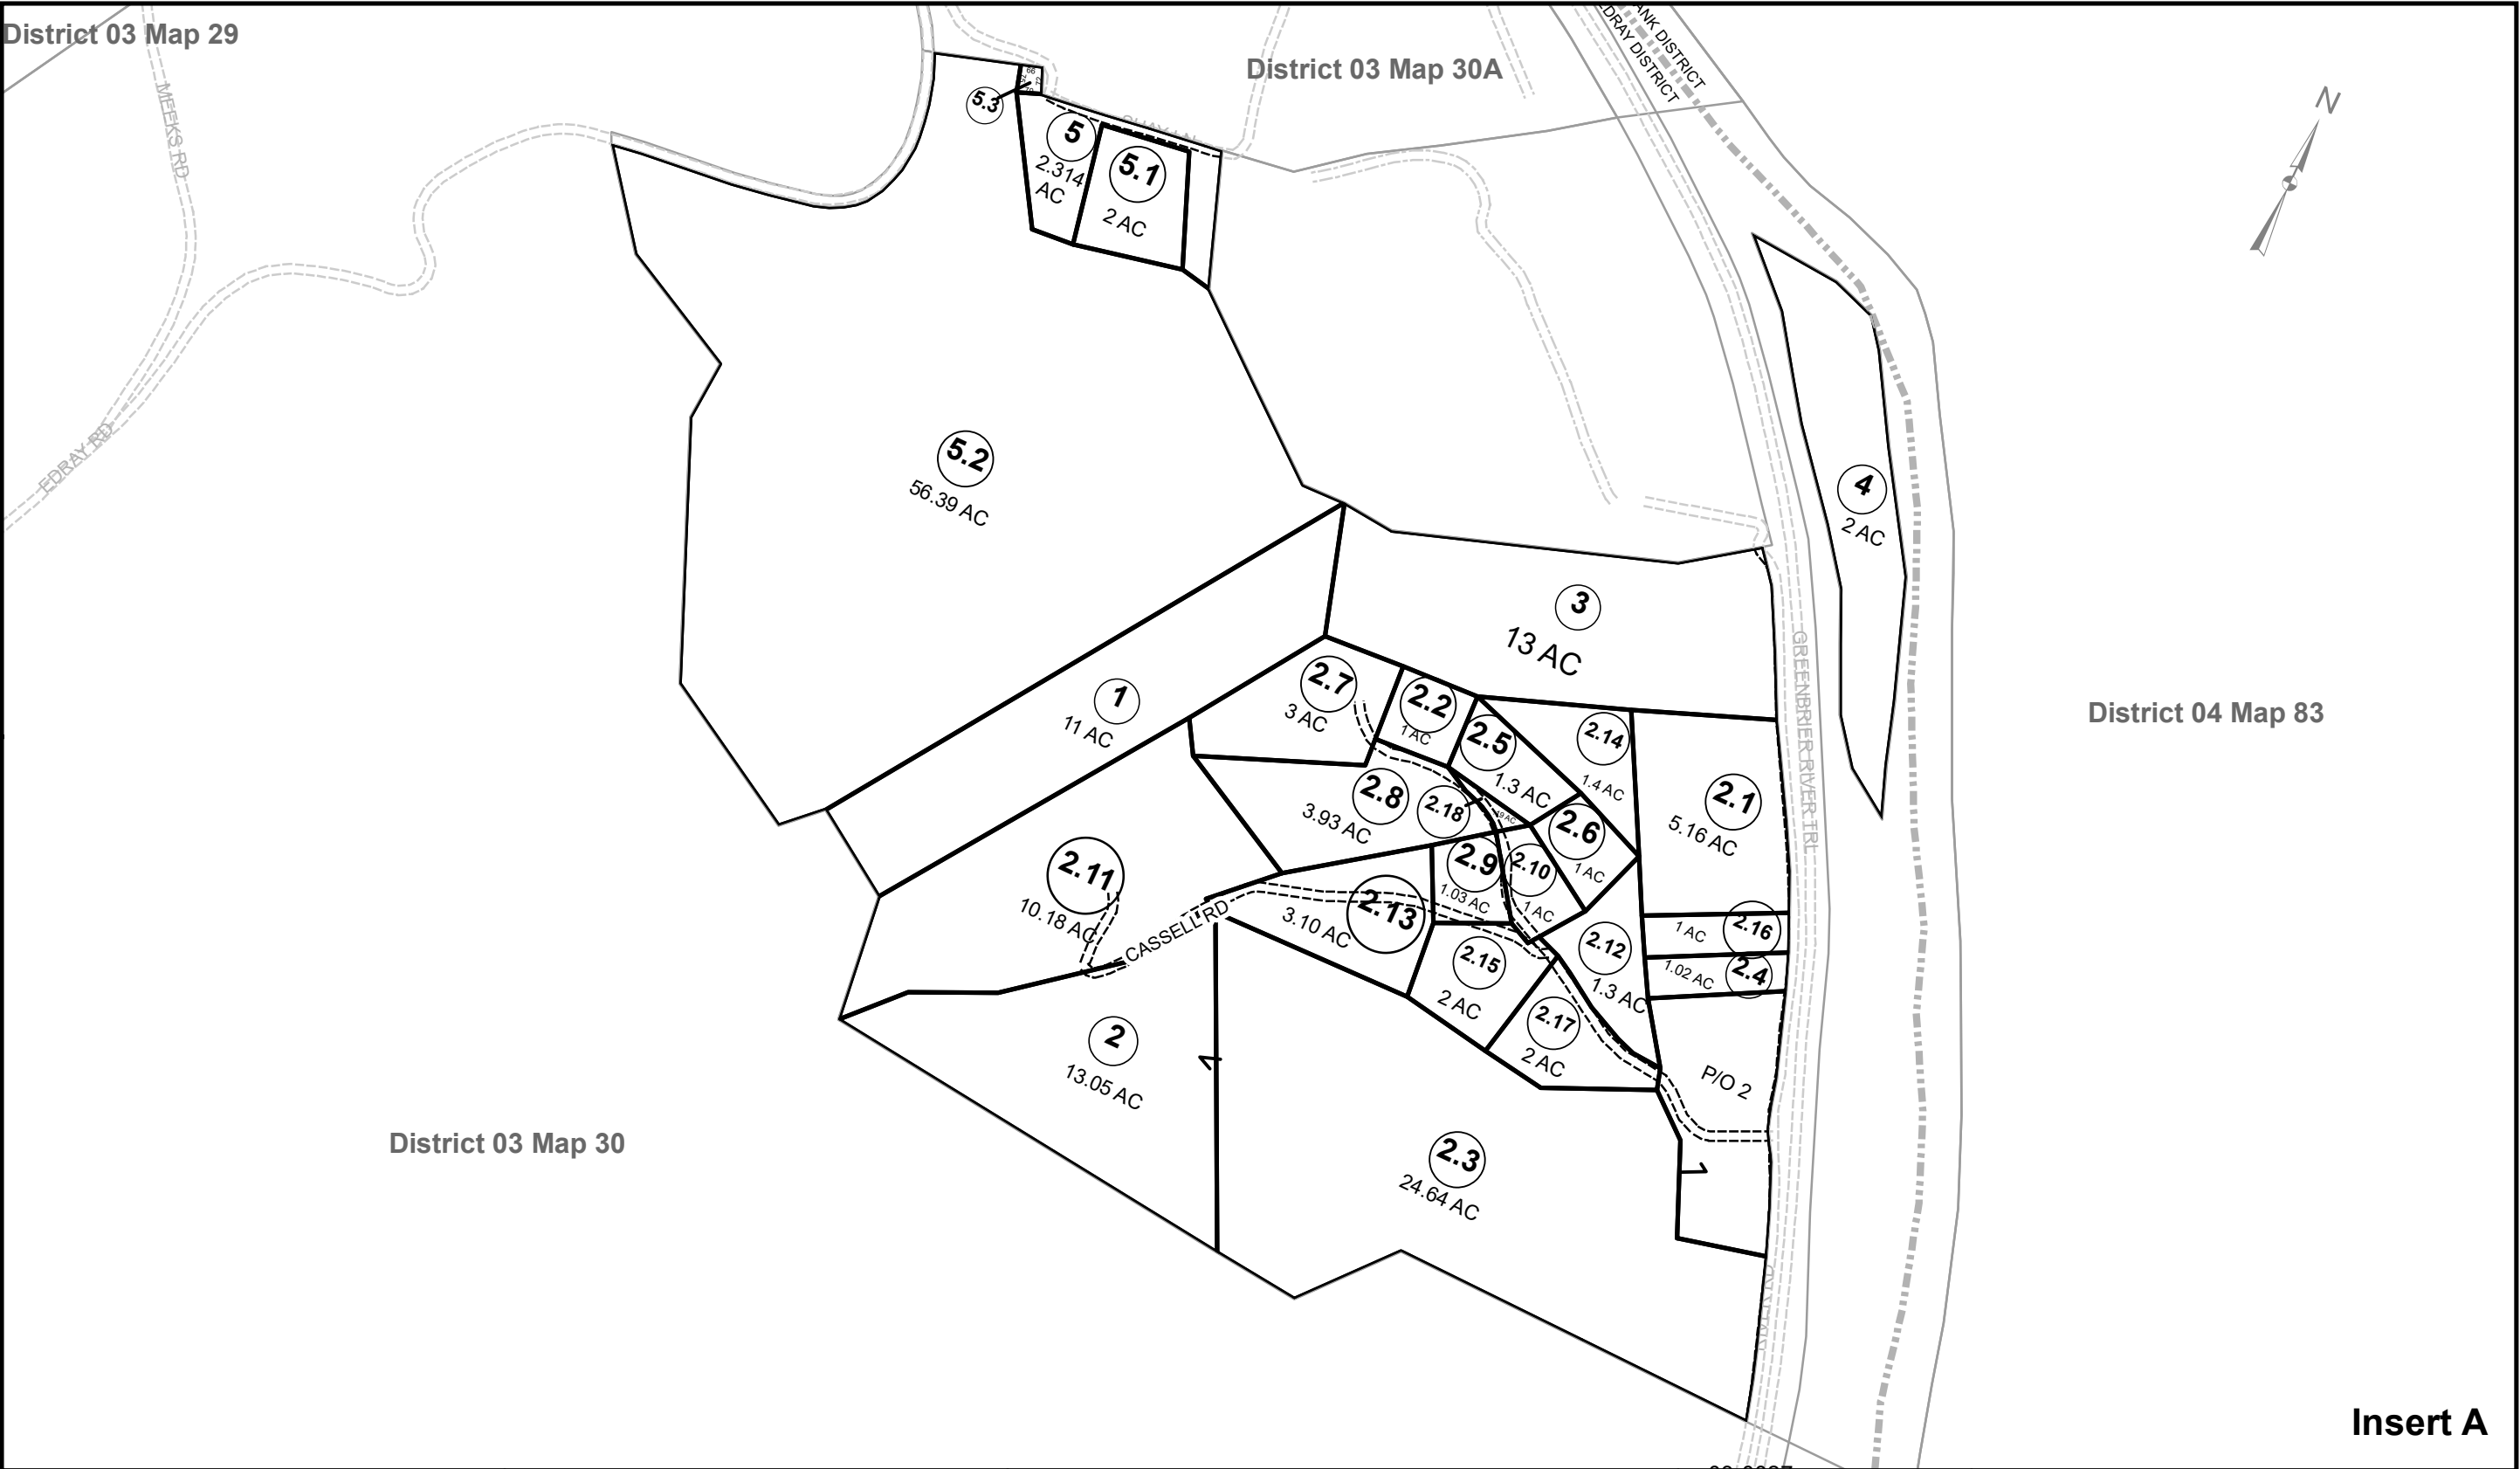 District 03 Map 29
District 03 Map 30A
EDRAY DISTRICT
N
MEEKS RD
EDRAY RD
5.3
5
2.314
AC
5.1
2 AC
5.2
56.39 AC
4
2 AC
3
13 AC
1
11 AC
2.7
3 AC
2.2
1 AC
2.5
1.3 AC
2.14
1.4 AC
2.1
5.16 AC
GREENBRIER RIVER TRL
District 04 Map 83
2.8
3.93 AC
2.18
2.6
1 AC
2.9
1.03 AC
2.10
1 AC
2.11
10.18 AC
CASSELL RD
2.13
3.10 AC
2.12
1.3 AC
2.16
1 AC
2.4
1.02 AC
2.15
2 AC
2.17
2 AC
2
13.05 AC
P/O 2
2.3
24.64 AC
District 03 Map 30
Insert A